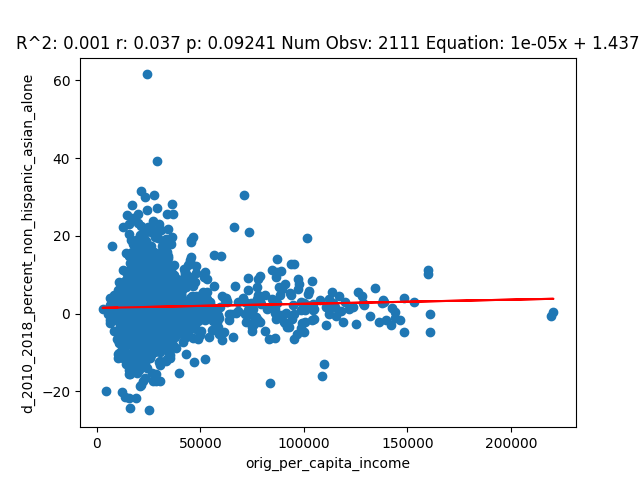 R^2: 0.001 r: 0.037 p: 0.09241 Num Obsv: 2111 Equation: 1e-05x + 1.437
d_2010_2018_percent_non_hispanic_asian_alone
60
40
20
0
−20
0 50000 100000 150000 200000
orig_per_capita_income